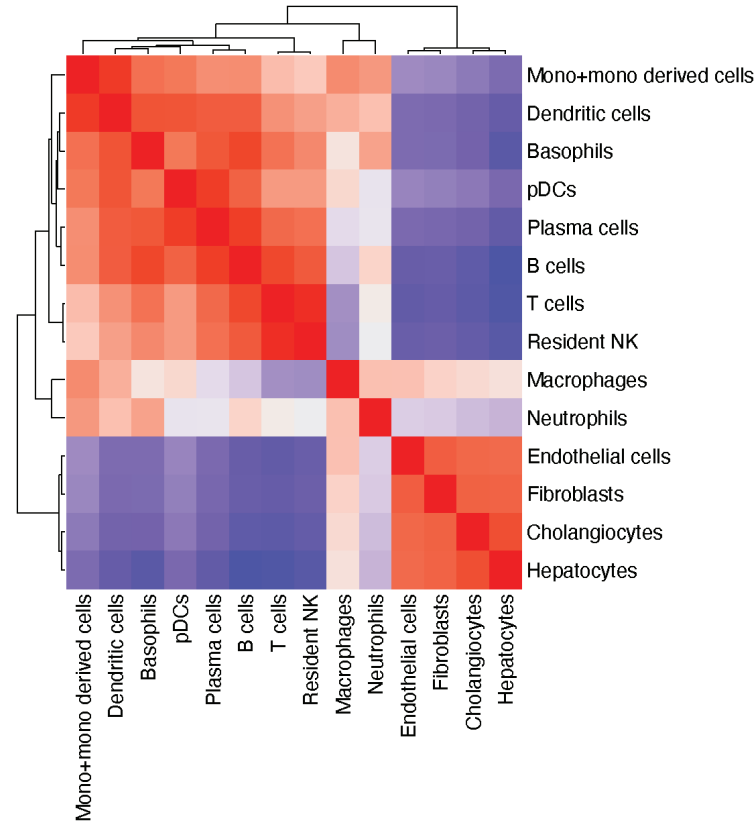 Mono+mono derived cells
Dendritic cells
Basophils
pDCs
Plasma cells
B cells
T cells
Resident NK
Macrophages
Neutrophils
Endothelial cells
Fibroblasts
Cholangiocytes
Hepatocytes
Mono+mono derived cells
Dendritic cells
Basophils
pDCs
Plasma cells
B cells
T cells
Resident NK
Macrophages
Neutrophils
Endothelial cells
Fibroblasts
Cholangiocytes
Hepatocytes